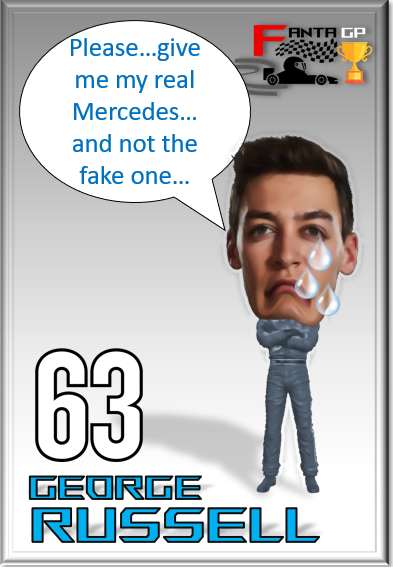 Please...give
me my real
Mercedes...
and not the
fake one...
FANTA GP
63
GEORGE
RUSSELL